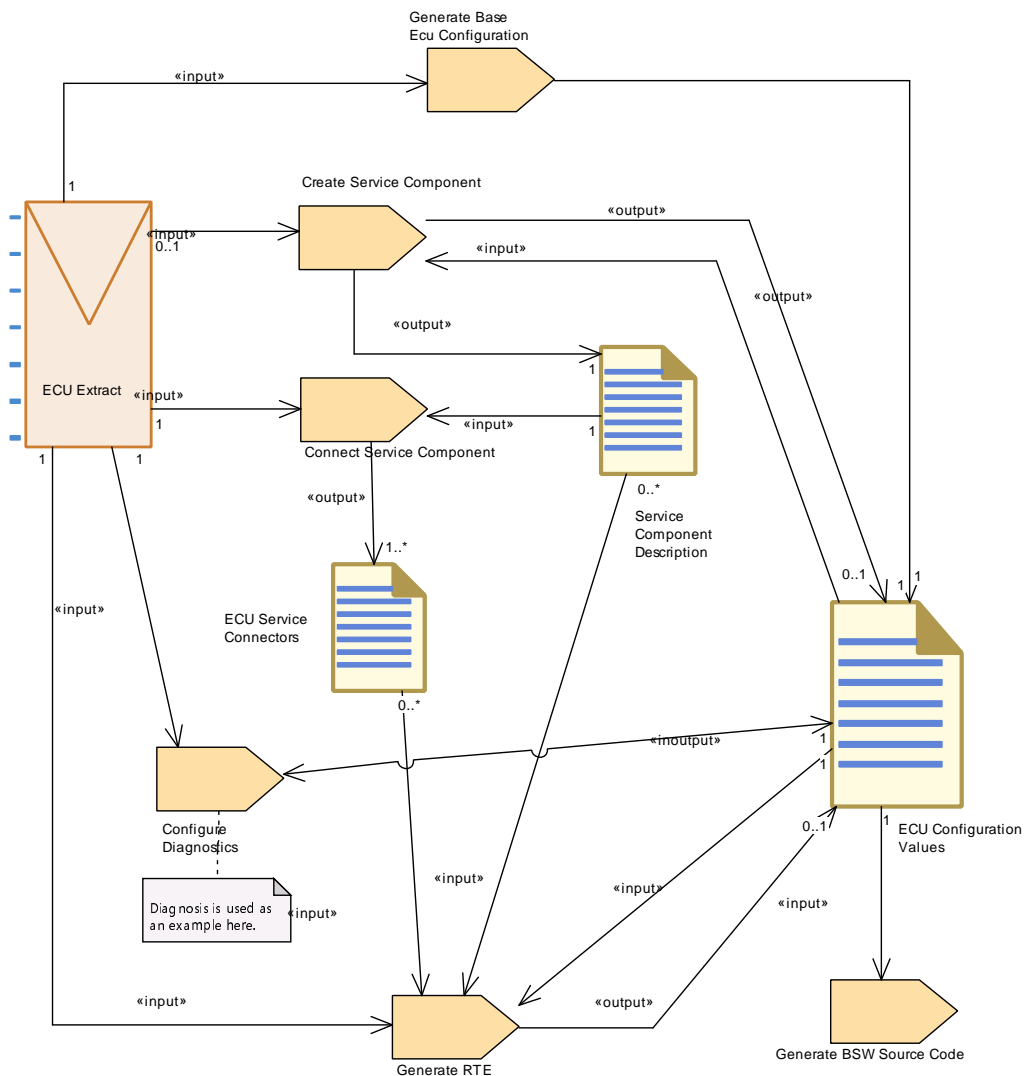 Generate Base
Ecu Configuration
«input»
1
Create Service Component
«output»
«input»
0..1
«input»
«output»
«output»
1
ECU Extract
«input»
1
«input»
1
Connect Service Component
1
1
«output»
0..*
Service
Component
Description
1..*
0..1
1
1
«input»
ECU Service
Connectors
0..*
«inoutput»
1
1
Configure
Diagnostics
0..1
1
ECU Configuration
Values
«input»
«input»
«input»
Diagnosis is used as
an example here.
«input»
«input»
«output»
Generate RTE
Generate BSW Source Code